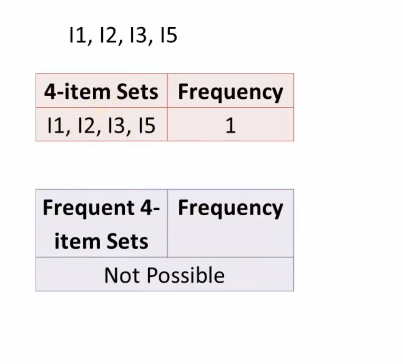 I1, I2, I3, I5
4-item Sets Frequency
I1, I2, I3, I5 1
Frequent 4- Frequency
item Sets
Not Possible